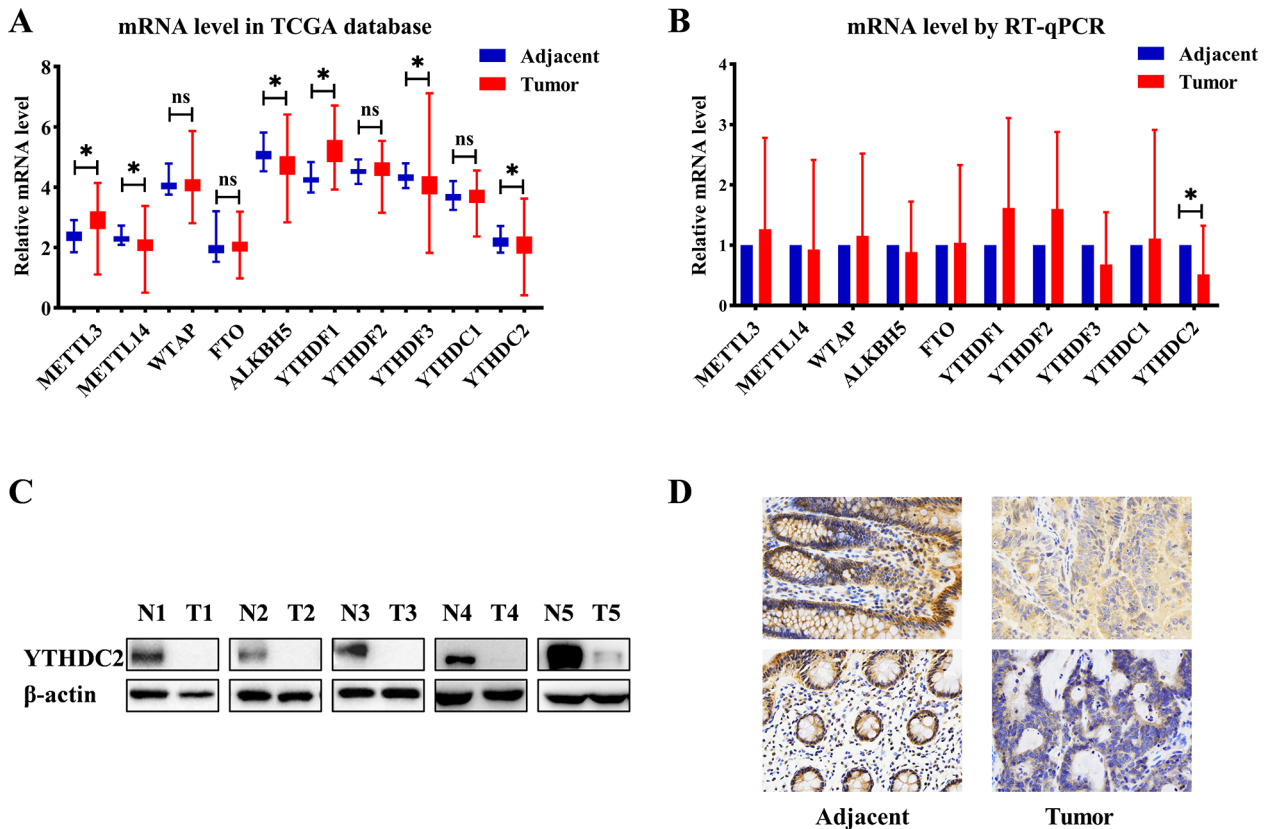 A
mRNA level in TCGA database
Adjacent
Tumor
Relative mRNA level
8
6
4
2
0
*
*
ns
ns
*
*
ns
*
ns
*
METTL3
METTL14
WTAP
FTO
ALKBH5
YTHDF1
YTHDF2
YTHDF3
YTHDC1
YTHDC2
B
mRNA level by RT-qPCR
Adjacent
Tumor
Relative mRNA level
4
3
2
1
0
*
METTL3
METTL14
WTAP
ALKBH5
FTO
YTHDF1
YTHDF2
YTHDF3
YTHDC1
YTHDC2
C
N1 T1 N2 T2 N3 T3 N4 T4 N5 T5
YTHDC2
β-actin
D
Adjacent Tumor